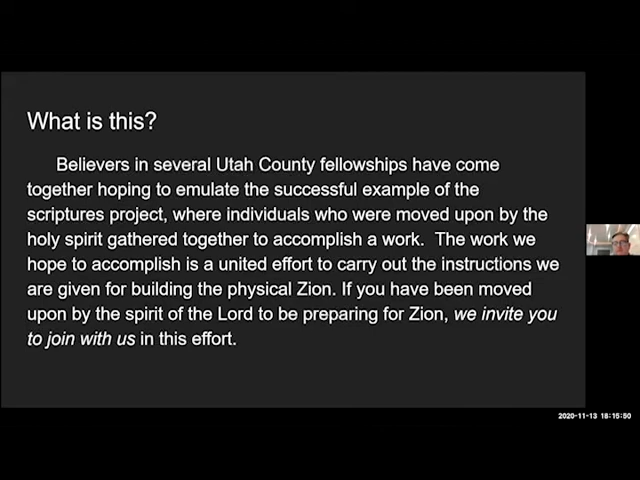 What is this?
Believers in several Utah County fellowships have come
together hoping to emulate the successful example of the
scriptures project, where individuals who were moved upon by the
holy spirit gathered together to accomplish a work.  The work we
hope to accomplish is a united effort to carry out the instructions we
are given for building the physical Zion. If you have been moved
upon by the spirit of the Lord to be preparing for Zion, we invite you
to join with us in this effort.
2020-11-13 18:15:50